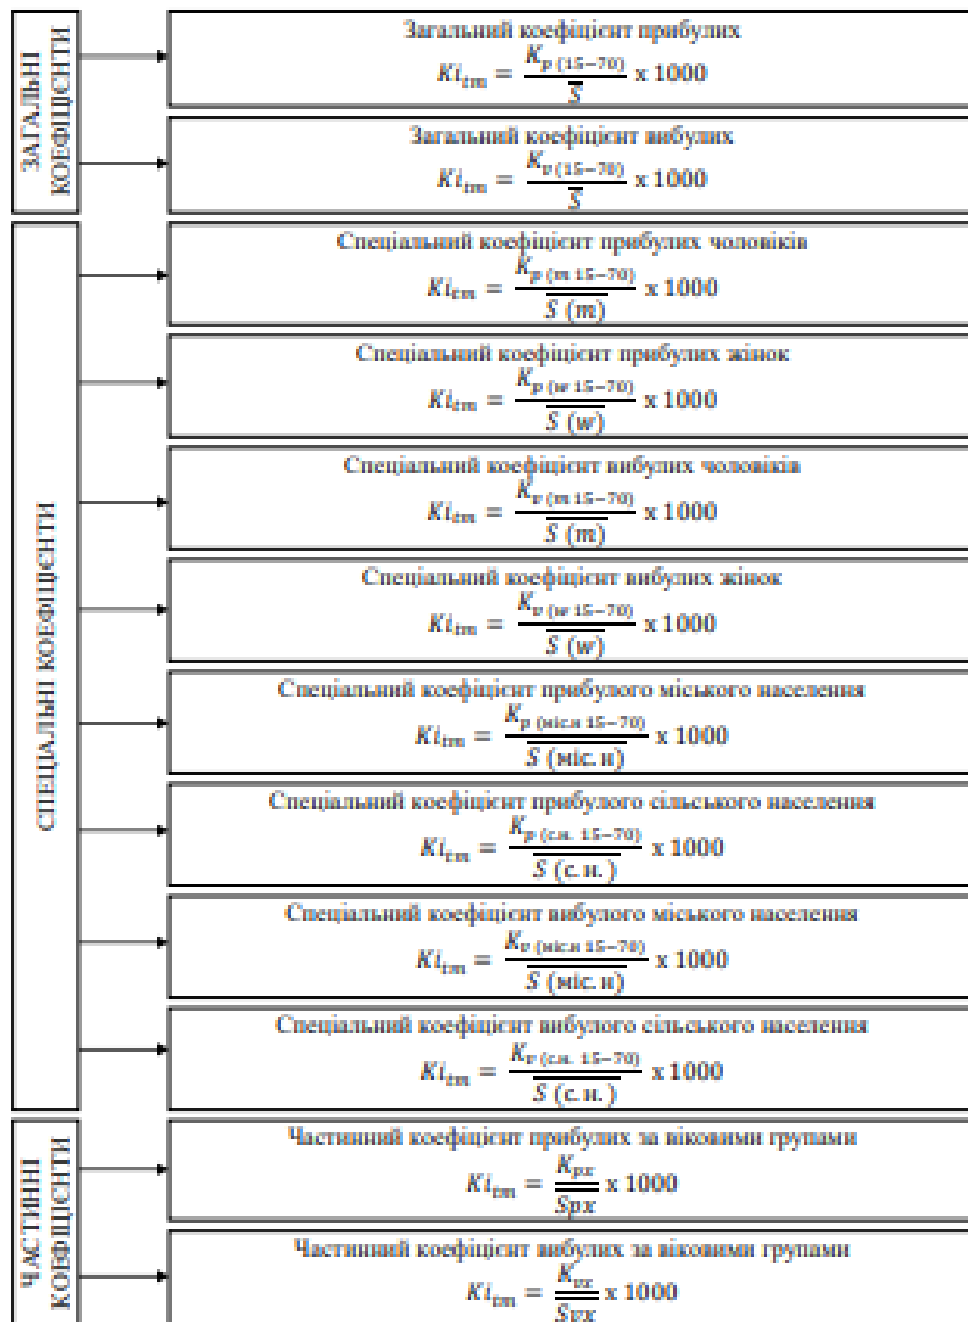 ЗАГАЛЬНІ
КОЕФІЦІЄНТИ
Загальний коефіцієнт прибулих
Ki_tm = K_p (15−70) / S̅ x 1000
Загальний коефіцієнт вибулих
Ki_tm = K_v (15−70) / S̅ x 1000
СПЕЦІАЛЬНІ КОЕФІЦІЄНТИ
Спеціальний коефіцієнт прибулих чоловіків
Ki_tm = K_p (m 15−70) / S̅ (m) x 1000
Спеціальний коефіцієнт прибулих жінок
Ki_tm = K_p (w 15−70) / S̅ (w) x 1000
Спеціальний коефіцієнт вибулих чоловіків
Ki_tm = K_v (m 15−70) / S̅ (m) x 1000
Спеціальний коефіцієнт вибулих жінок
Ki_tm = K_v (w 15−70) / S̅ (w) x 1000
Спеціальний коефіцієнт прибулого міського населення
Ki_tm = K_p (міс.н 15−70) / S̅ (міс. н) x 1000
Спеціальний коефіцієнт прибулого сільського населення
Ki_tm = K_p (с.н. 15−70) / S̅ (с. н. ) x 1000
Спеціальний коефіцієнт вибулого міського населення
Ki_tm = K_v (міс.н 15−70) / S̅ (міс. н) x 1000
Спеціальний коефіцієнт вибулого сільського населення
Ki_tm = K_v (с.н. 15−70) / S̅ (с. н. ) x 1000
ЧАСТИННІ
КОЕФІЦІЄНТИ
Частинний коефіцієнт прибулих за віковими групами
Ki_tm = K_px / Spx x 1000
Частинний коефіцієнт вибулих за віковими групами
Ki_tm = K_vx / Svx x 1000